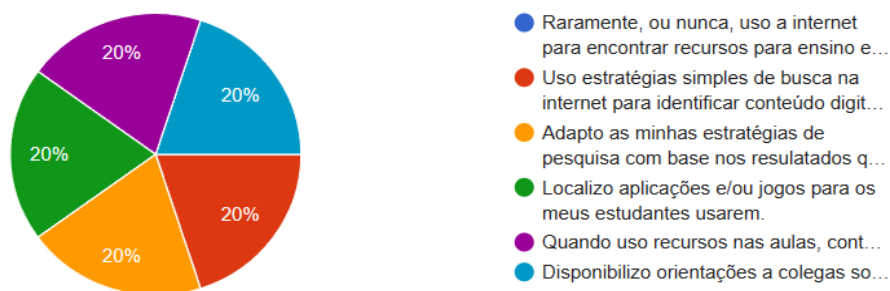 20%
20%
20%
20%
20%
Raramente, ou nunca, uso a internet
para encontrar recursos para ensino e…
Uso estratégias simples de busca na
internet para identificar conteúdo digit…
Adapto as minhas estratégias de
pesquisa com base nos resulatados q…
Localizo aplicações e/ou jogos para os
meus estudantes usarem.
Quando uso recursos nas aulas, cont…
Disponibilizo orientações a colegas so…